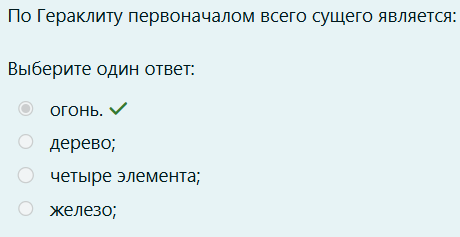 По Гераклиту первоначалом всего сущего является:
Выберите один ответ:
огонь.
дерево;
четыре элемента;
железо;